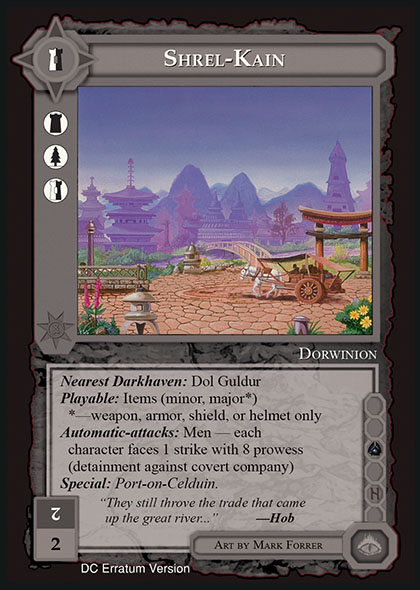 SHREL-KAIN
DORWINION
Nearest Darkhaven: Dol Guldur
Playable: Items (minor, major*)
*—weapon, armor, shield, or helmet only
Automatic-attacks: Men — each
character faces 1 strike with 8 prowess
(detainment against covert company)
Special: Port-on-Celduin.
"They still throve the trade that came
up the great river..." —Hob
2
2
ART BY MARK FORRER
DC Erratum Version